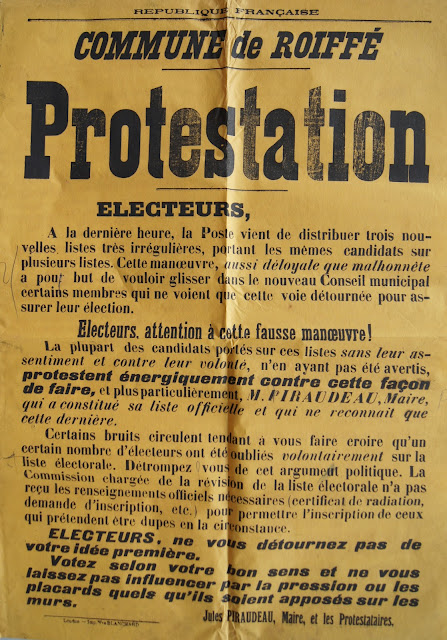 REPUBLIQUE FRANÇAISE
COMMUNE de ROIFFÉ
Protestation
ELECTEURS,
A la dernière heure, la Poste vient de distribuer trois nou-
velles listes très irrégulières, portant les mêmes candidats sur
plusieurs listes. Cette manœuvre, aussi déloyale que malhonnête
a pour but de vouloir glisser dans le nouveau Conseil municipal
certains membres qui ne voient que cette voie détournée pour as-
surer leur élection.
Electeurs, attention à cette fausse manœuvre!
La plupart des candidats portés sur ces listes sans leur as-
sentiment et contre leur volonté, n'en ayant pas été avertis,
protestent énergiquement contre cette façon
de faire, et plus particulièrement, M. PIRAUDEAU, Maire,
qui a constitué sa liste officielle et qui ne reconnait que
cette dernière.
Certains bruits circulent tendant à vous faire croire qu'un
certain nombre d'électeurs ont été oubliés volontairement sur la
liste électorale. Détrompez vous de cet argument politique. La
Commission chargée de la révision de la liste électorale n'a pas
reçu les renseignements officiels nécessaires (certificat de radiation,
demande d'inscription, etc.) pour permettre l'inscription de ceux
qui prétendent être dupes en la circonstance.
ELECTEURS, ne vous détournez pas de
votre idée première.
Votez selon votre bon sens et ne vous
laissez pas influencer par la pression ou les
placards quels qu'ils soient apposés sur les
murs.
Jules PIRAUDEAU, Maire, et les Protestataires.
Loudun - Imp. Vve BLANCHARD